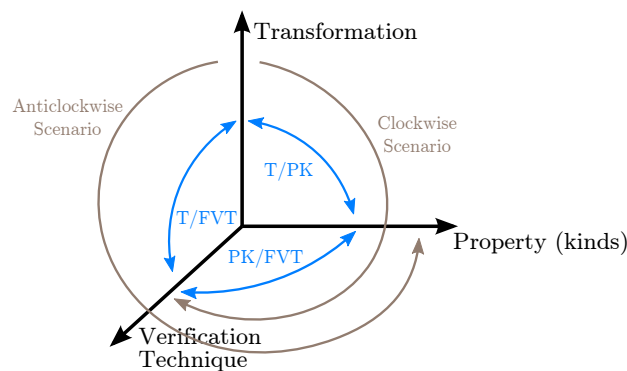 Transformation
Anticlockwise
Scenario
Clockwise
Scenario
T/PK
T/FVT
PK/FVT
Property (kinds)
Verification
Technique